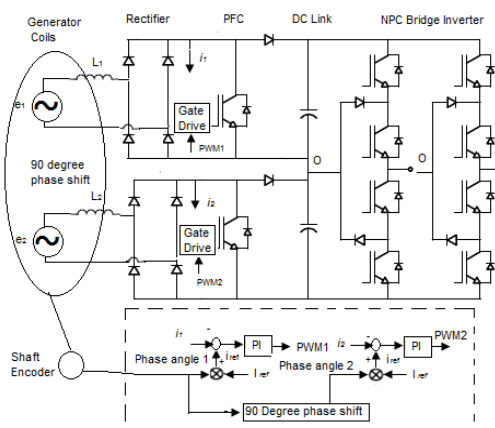 Generator Coils
Rectifier
PFC
DC Link
NPC Bridge Inverter
L1
i1
e1
Gate Drive
PWM1
O
O
90 degree phase shift
L2
i2
e2
Gate Drive
PWM2
i1
-
PI
PWM1
i2
-
PI
PWM2
+
iref
+
iref
Shaft Encoder
Phase angle 1
I ref
Phase angle 2
I ref
90 Degree phase shift